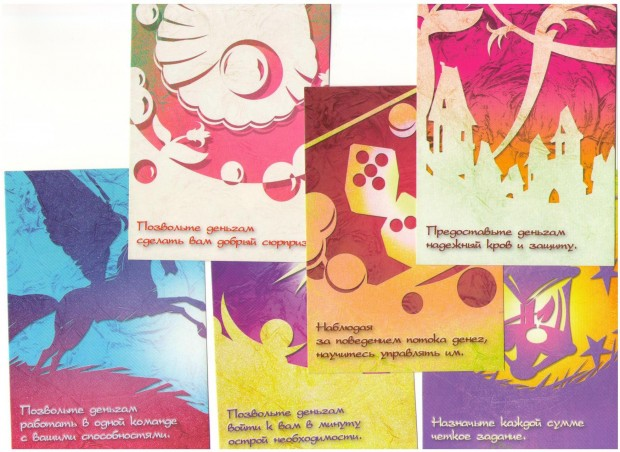 Позвольте деньгам
сделать вам добрый сюрприз
Предоставьте деньгам
надежный кров и защиту.
Наблюдая
за поведением потока денег,
научитесь управлять им.
Позвольте деньгам
работать в одной команде
с вашими способностями.
Позвольте деньгам
войти к вам в минуту
острой необходимости.
Назначьте каждой сумме
четкое задание.